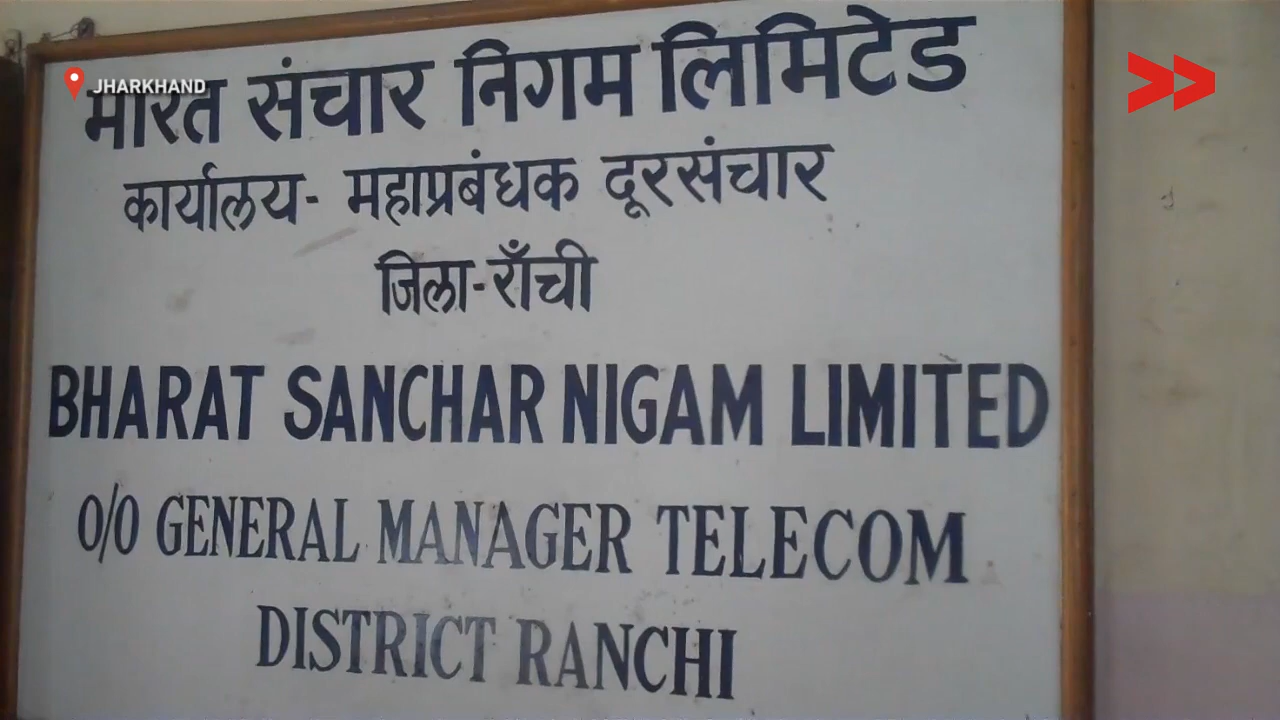 JHARKHAND
भारत संचार निगम लिमिटेड
कार्यालय- महाप्रबंधक दूरसंचार
जिला-राँची
BHARAT SANCHAR NIGAM LIMITED
O/O GENERAL MANAGER TELECOM
DISTRICT RANCHI